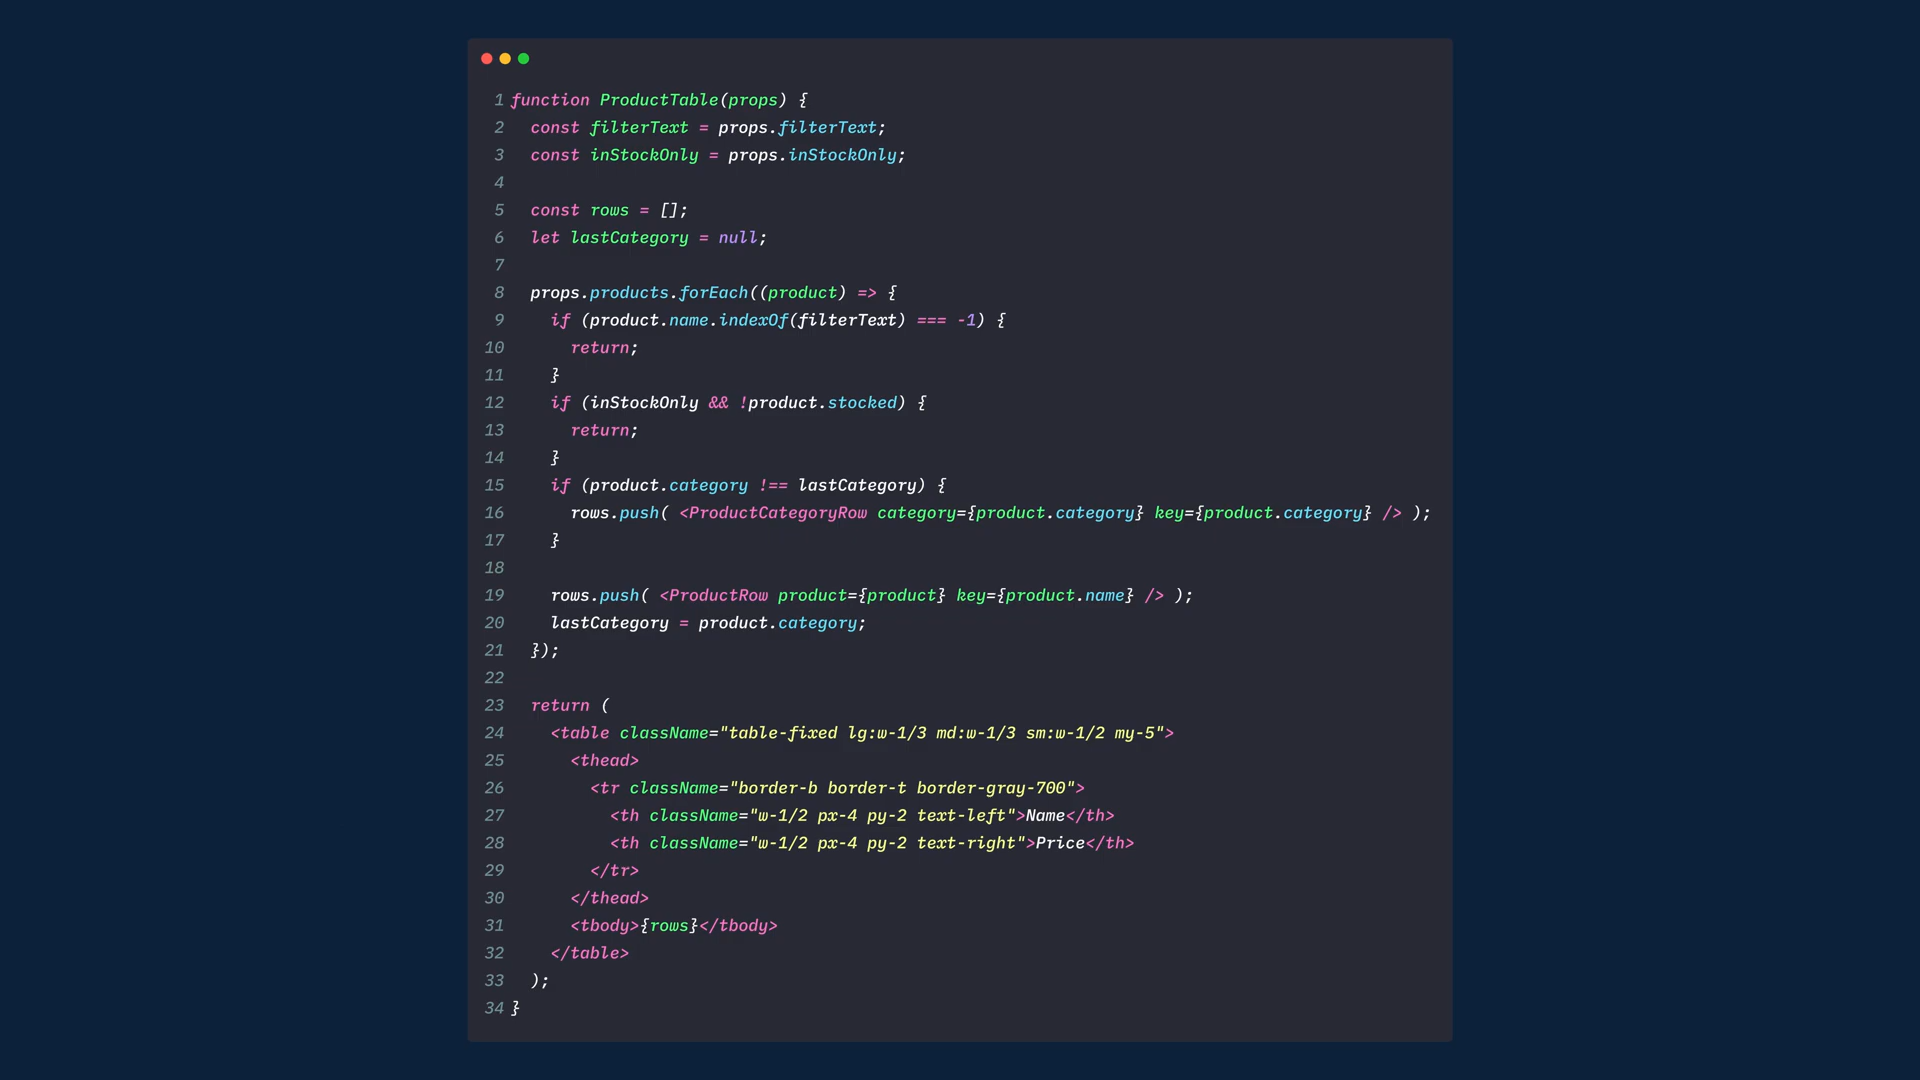 1 function ProductTable(props) {
2   const filterText = props.filterText;
3   const inStockOnly = props.inStockOnly;
4
5   const rows = [];
6   let lastCategory = null;
7
8   props.products.forEach((product) => {
9     if (product.name.indexOf(filterText) === -1) {
10       return;
11     }
12     if (inStockOnly && !product.stocked) {
13       return;
14     }
15     if (product.category !== lastCategory) {
16       rows.push( <ProductCategoryRow category={product.category} key={product.category} /> );
17     }
18
19     rows.push( <ProductRow product={product} key={product.name} /> );
20     lastCategory = product.category;
21   });
22
23   return (
24     <table className="table-fixed lg:w-1/3 md:w-1/3 sm:w-1/2 my-5">
25       <thead>
26         <tr className="border-b border-t border-gray-700">
27           <th className="w-1/2 px-4 py-2 text-left">Name</th>
28           <th className="w-1/2 px-4 py-2 text-right">Price</th>
29         </tr>
30       </thead>
31       <tbody>{rows}</tbody>
32     </table>
33   );
34 }